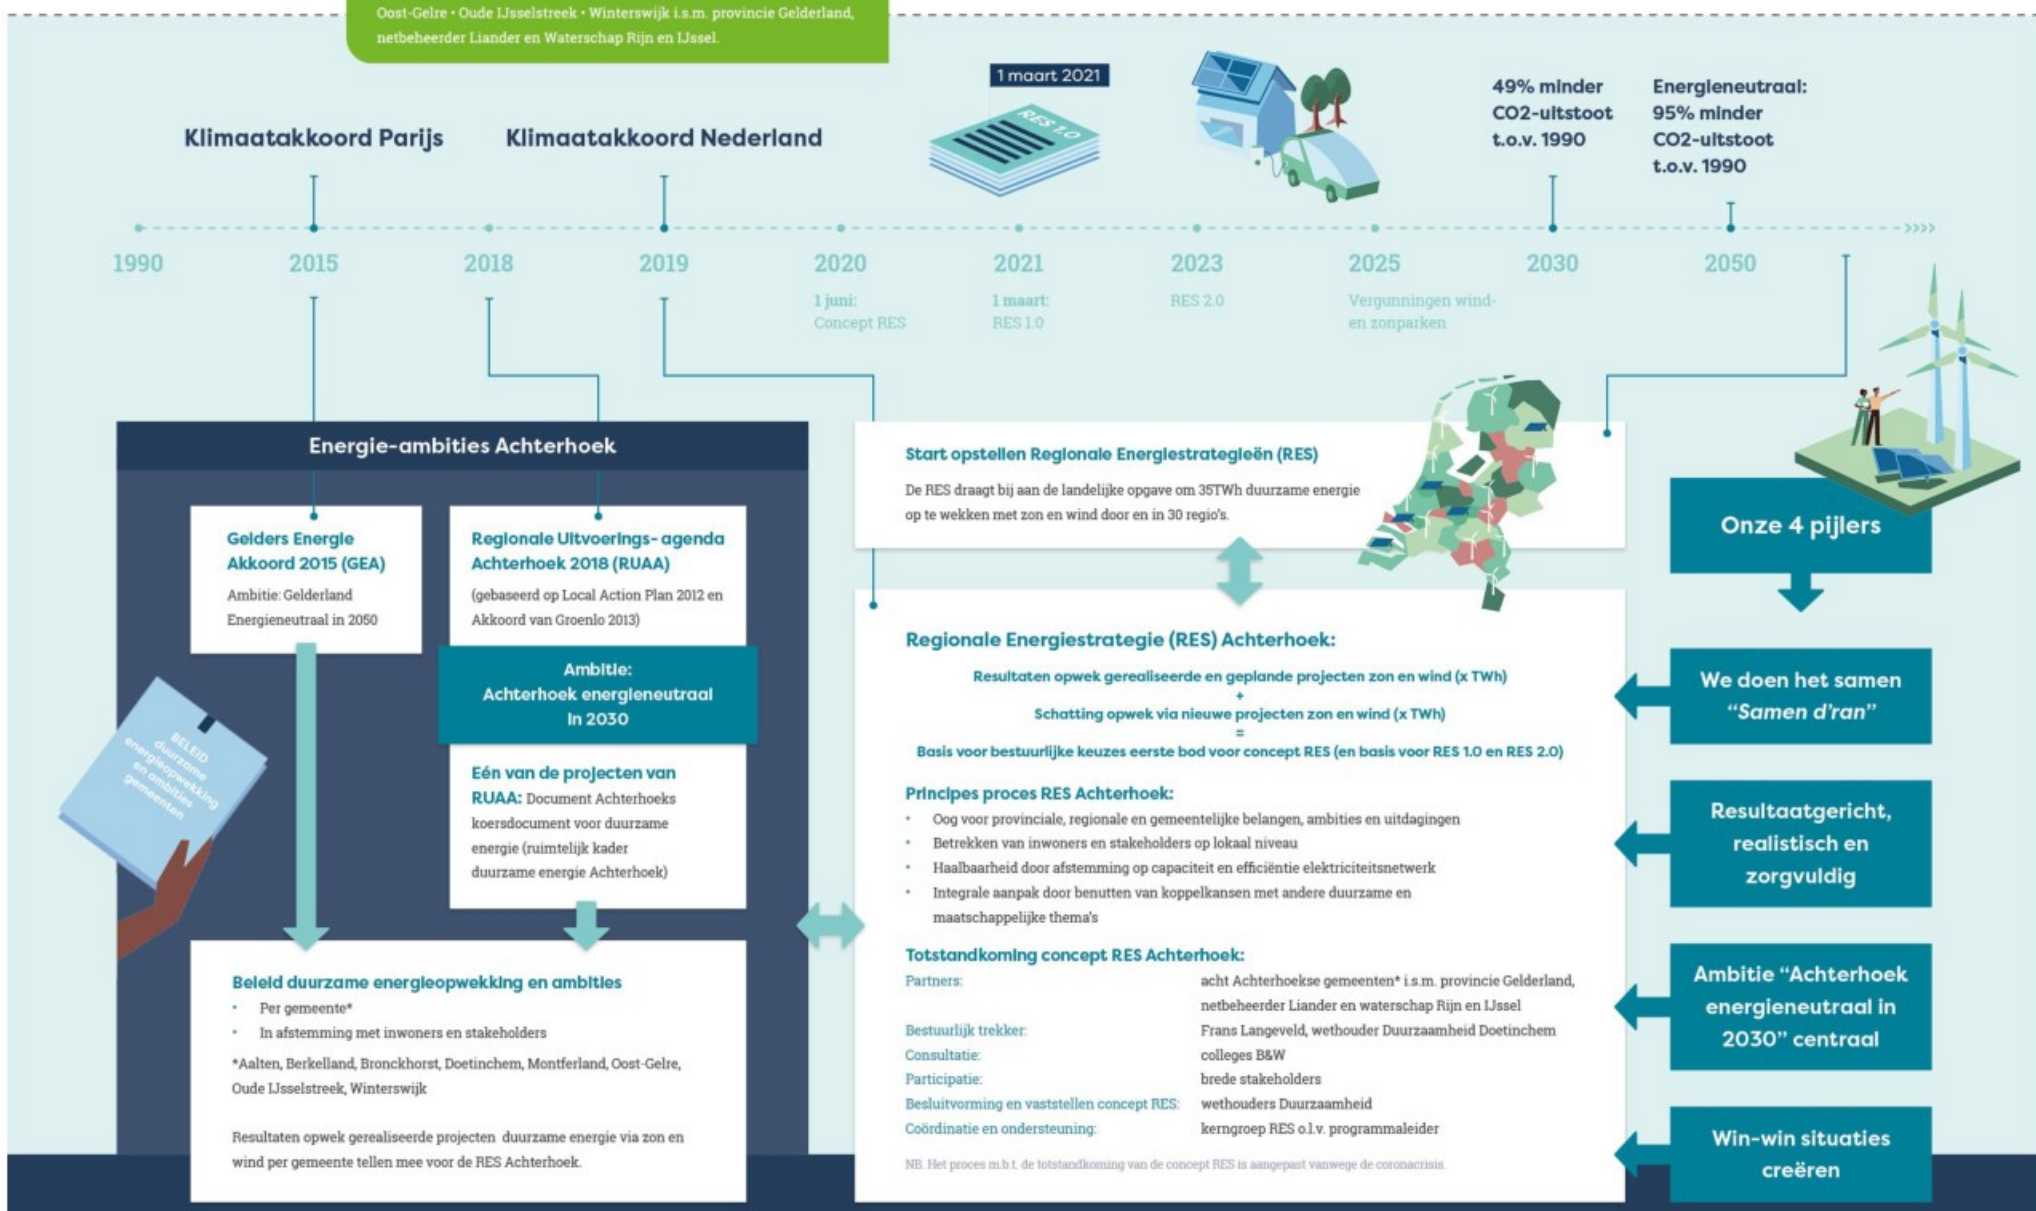 Oost-Gelre • Oude IJsselstreek • Winterswijk i.s.m. provincie Gelderland,
netbeheerder Liander en Waterschap Rijn en IJssel.
1 maart 2021
RES 1.0
Klimaatakkoord Parijs
Klimaatakkoord Nederland
49% minder
CO2-uitstoot
t.o.v. 1990
Energieneutraal:
95% minder
CO2-uitstoot
t.o.v. 1990
1990
2015
2018
2019
2020
2021
2023
2025
2030
2050
1 juni:
Concept RES
1 maart:
RES 1.0
RES 2.0
Vergunningen wind-
en zonparken
Energie-ambities Achterhoek
Gelders Energie
Akkoord 2015 (GEA)
Ambitie: Gelderland
Energieneutraal in 2050
Regionale Uitvoerings- agenda
Achterhoek 2018 (RUAA)
(gebaseerd op Local Action Plan 2012 en
Akkoord van Groenlo 2013)
Ambitie:
Achterhoek energieneutraal
In 2030
Eén van de projecten van
RUAA: Document Achterhoeks
koersdocument voor duurzame
energie (ruimtelijk kader
duurzame energie Achterhoek)
BELEID
duurzame
energieopwekking
en ambities
gemeenten
Beleid duurzame energieopwekking en ambities
• Per gemeente*
• In afstemming met inwoners en stakeholders
*Aalten, Berkelland, Bronckhorst, Doetinchem, Montferland, Oost-Gelre,
Oude IJsselstreek, Winterswijk
Resultaten opwek gerealiseerde projecten duurzame energie via zon en
wind per gemeente tellen mee voor de RES Achterhoek.
Start opstellen Regionale Energiestrategieën (RES)
De RES draagt bij aan de landelijke opgave om 35TWh duurzame energie
op te wekken met zon en wind door en in 30 regio's.
Regionale Energiestrategie (RES) Achterhoek:
Resultaten opwek gerealiseerde en geplande projecten zon en wind (x TWh)
+
Schatting opwek via nieuwe projecten zon en wind (x TWh)
=
Basis voor bestuurlijke keuzes eerste bod voor concept RES (en basis voor RES 1.0 en RES 2.0)
Principes proces RES Achterhoek:
• Oog voor provinciale, regionale en gemeentelijke belangen, ambities en uitdagingen
• Betrekken van inwoners en stakeholders op lokaal niveau
• Haalbaarheid door afstemming op capaciteit en efficiëntie elektriciteitsnetwerk
• Integrale aanpak door benutten van koppelkansen met andere duurzame en
maatschappelijke thema's
Totstandkoming concept RES Achterhoek:
Partners: acht Achterhoekse gemeenten* i.s.m. provincie Gelderland,
netbeheerder Liander en waterschap Rijn en IJssel
Bestuurlijk trekker: Frans Langeveld, wethouder Duurzaamheid Doetinchem
Consultatie: colleges B&W
Participatie: brede stakeholders
Besluitvorming en vaststellen concept RES: wethouders Duurzaamheid
Coördinatie en ondersteuning: kerngroep RES o.l.v. programmaleider
NB. Het proces m.b.t. de totstandkoming van de concept RES is aangepast vanwege de coronacrisis.
Onze 4 pijlers
We doen het samen
"Samen d'ran"
Resultaatgericht,
realistisch en
zorgvuldig
Ambitie "Achterhoek
energieneutraal in
2030" centraal
Win-win situaties
creëren